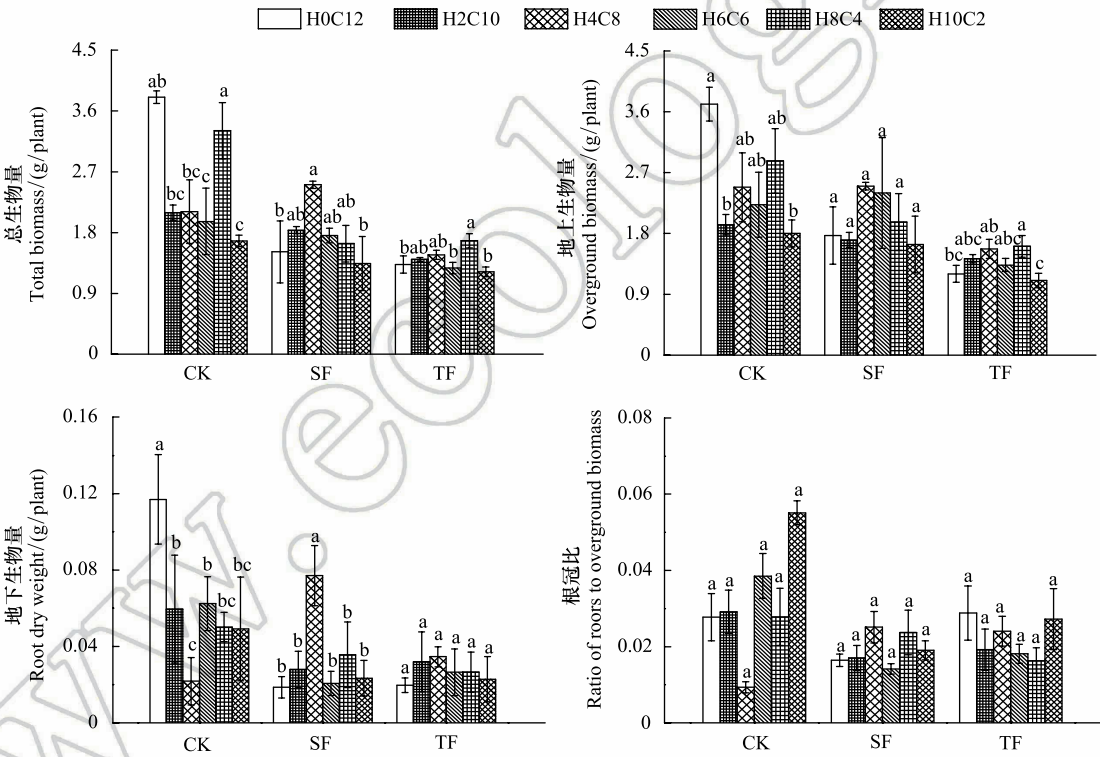 H0C12 H2C10 H4C8 H6C6 H8C4 H10C2
总生物量
Total biomass/(g/plant)
4.5
3.6
2.7
1.8
0.9
0
ab bc bc c a c
b ab a ab ab b
b ab ab b a b
CK SF TF
地上生物量
Overground biomass/(g/plant)
4.5
3.6
2.7
1.8
0.9
0
a b ab ab ab b
a a a a a a
bc abc ab abc a c
CK SF TF
地下生物量
Root dry weight/(g/plant)
0.16
0.12
0.08
0.04
0
a b c b bc bc
b b a b b b
a a a a a a
CK SF TF
根冠比
Ratio of roors to overground biomass
0.08
0.06
0.04
0.02
0
a a a a a a
a a a a a a
a a a a a a
CK SF TF